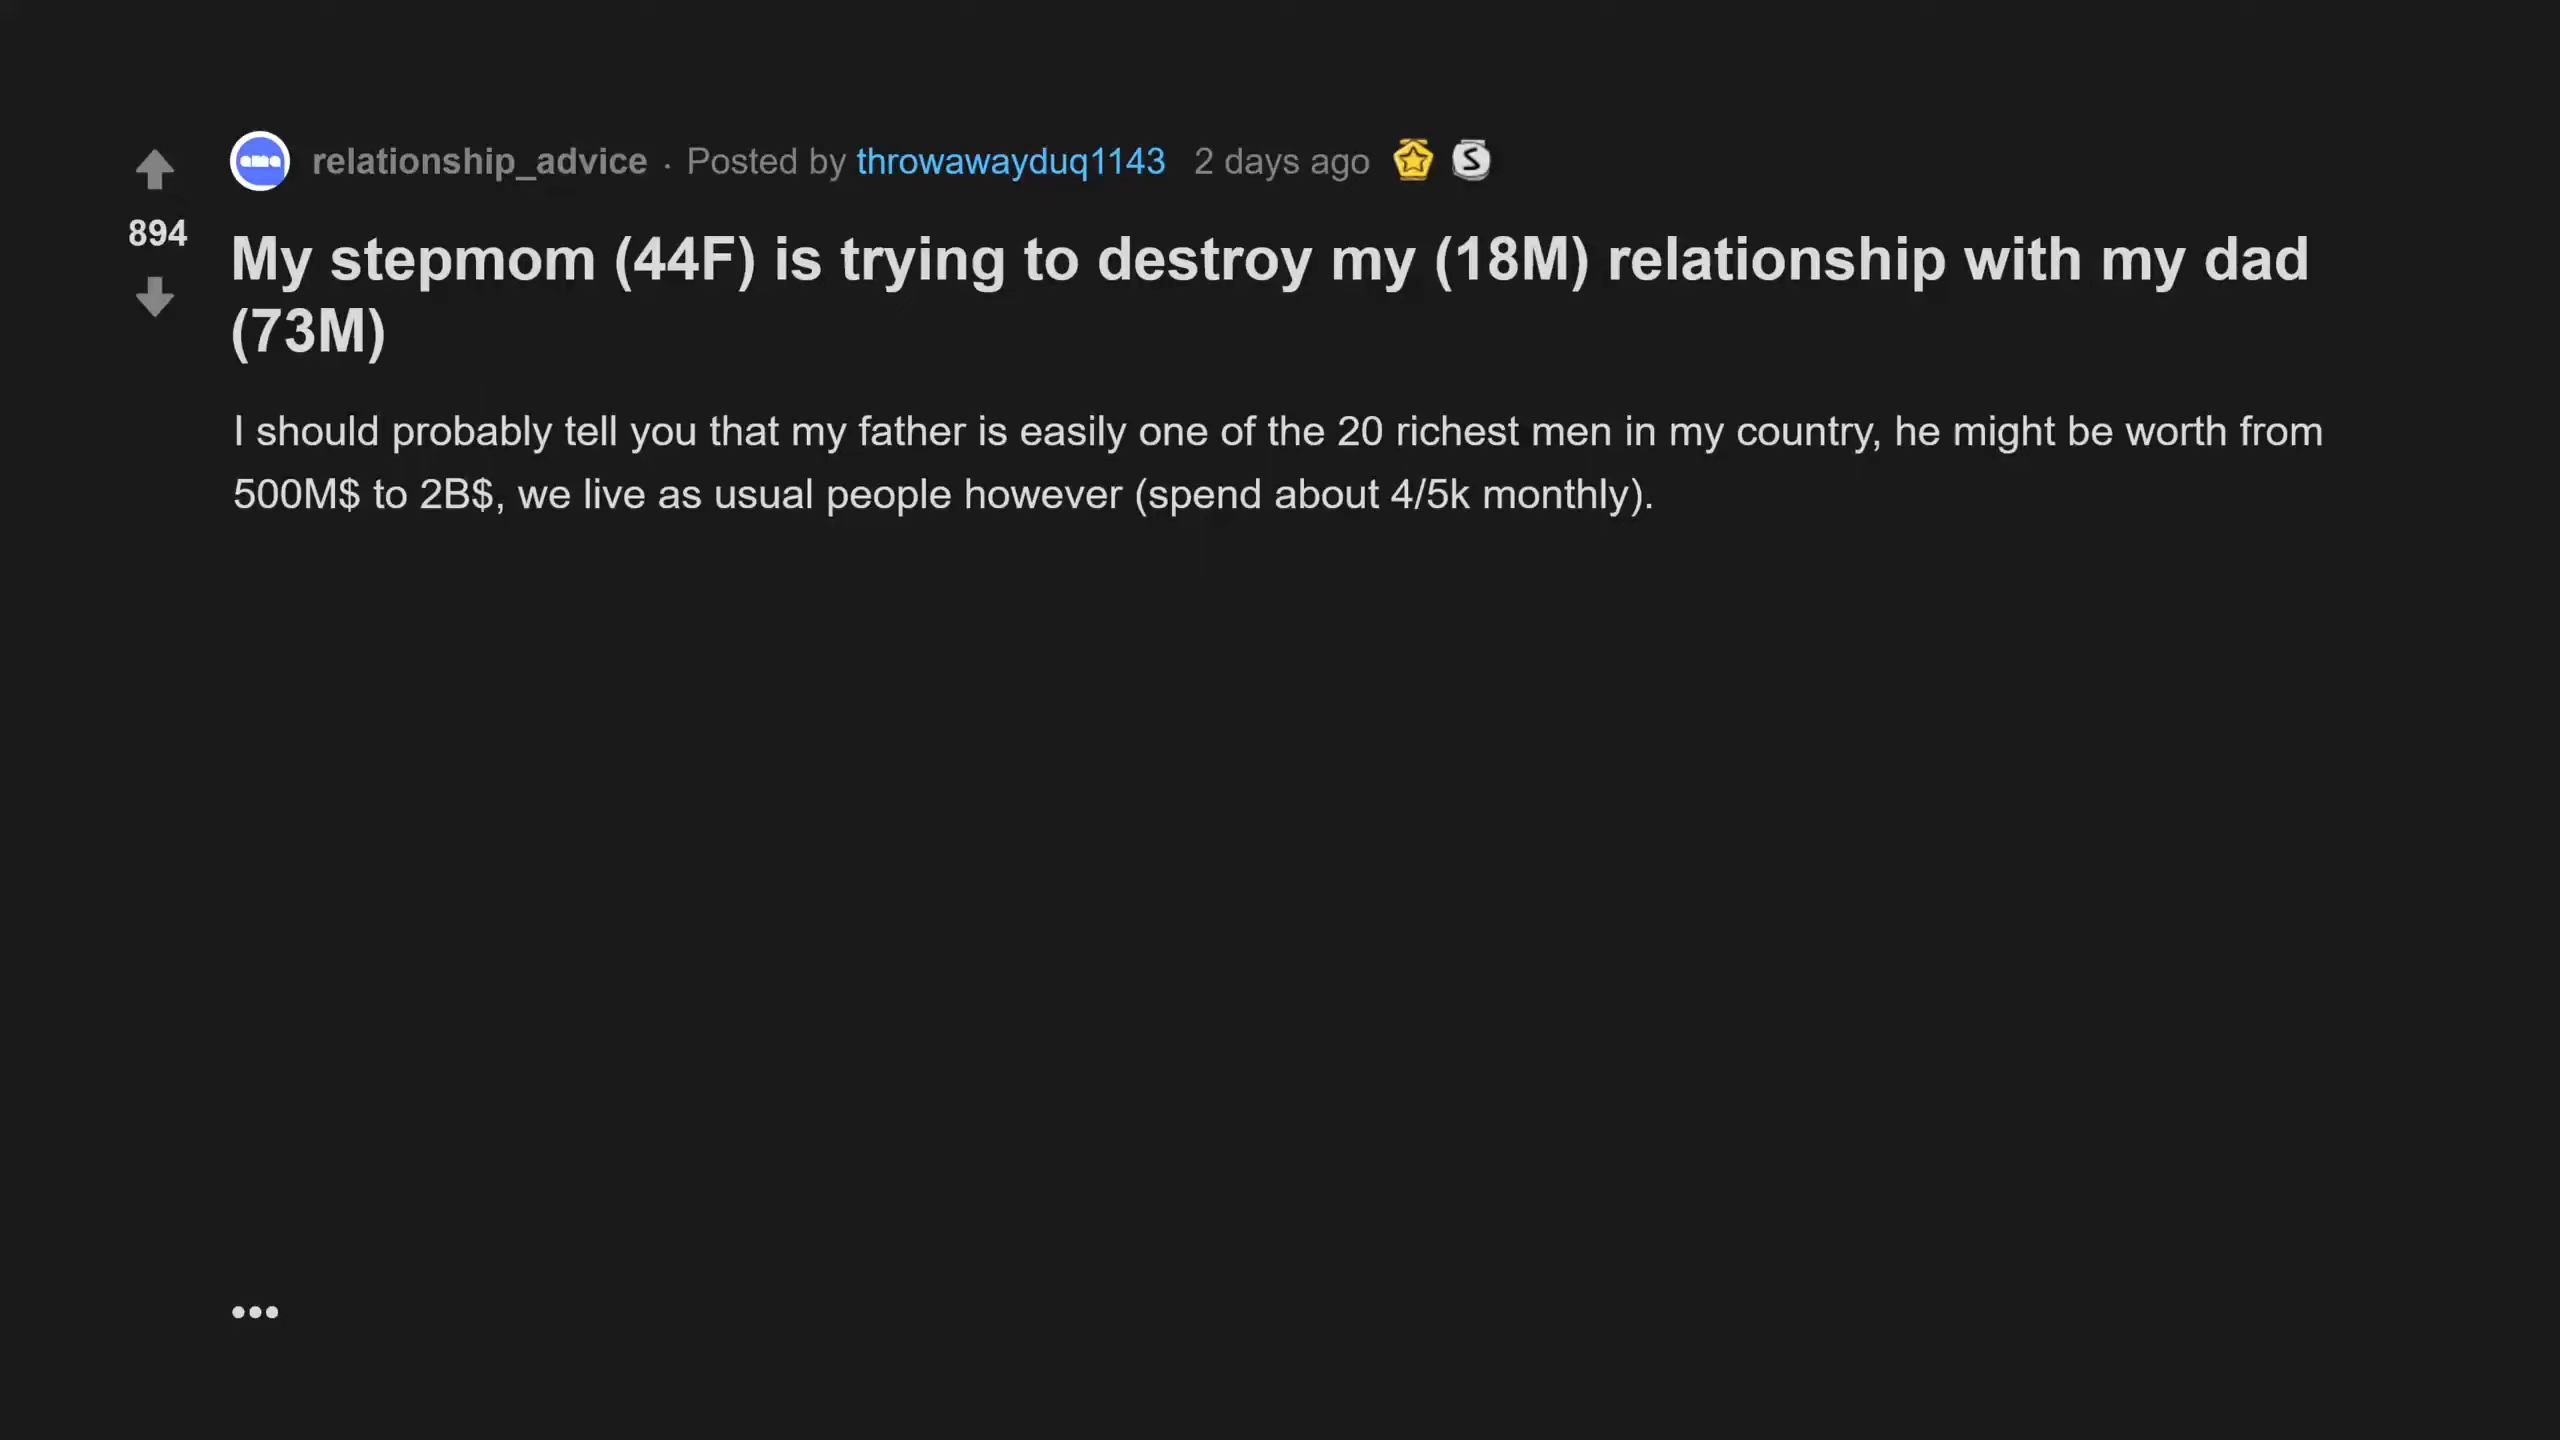 relationship_advice · Posted by throwawayduq1143 2 days ago
894
My stepmom (44F) is trying to destroy my (18M) relationship with my dad
(73M)
I should probably tell you that my father is easily one of the 20 richest men in my country, he might be worth from
500M$ to 2B$, we live as usual people however (spend about 4/5k monthly).